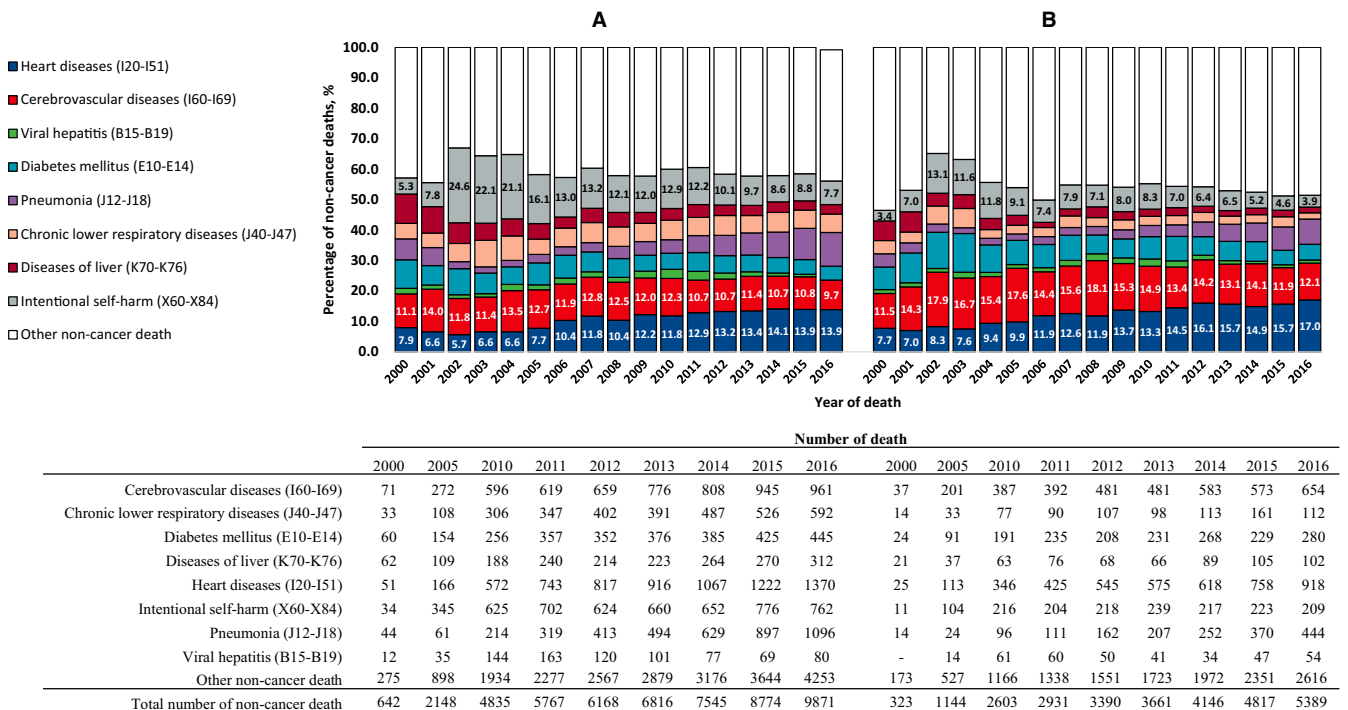 A
B
Heart diseases (I20-I51)
Cerebrovascular diseases (I60-I69)
Viral hepatitis (B15-B19)
Diabetes mellitus (E10-E14)
Pneumonia (J12-J18)
Chronic lower respiratory diseases (J40-J47)
Diseases of liver (K70-K76)
Intentional self-harm (X60-X84)
Other non-cancer death
Percentage of non-cancer deaths, %
100.0
90.0
80.0
70.0
60.0
50.0
40.0
30.0
20.0
10.0
0.0
5.3 7.8 24.6 22.1 21.1 16.1 13.0 13.2 12.1 12.0 12.9 12.2 10.1 9.7 8.6 8.8 7.7
11.1 14.0 11.8 11.4 13.5 12.7 11.9 12.8 12.5 12.0 12.3 10.7 10.7 11.4 10.7 10.8 9.7
7.9 6.6 5.7 6.6 6.6 7.7 10.4 11.8 10.4 12.2 11.8 12.9 13.2 13.4 14.1 13.9 13.9
2000 2001 2002 2003 2004 2005 2006 2007 2008 2009 2010 2011 2012 2013 2014 2015 2016
3.4 7.0 13.1 11.6 11.8 9.1 7.4 7.9 7.1 8.0 8.3 7.0 6.4 6.5 5.2 4.6 3.9
11.5 14.3 17.9 16.7 15.4 17.6 14.4 15.6 18.1 15.3 14.9 13.4 14.2 13.1 14.1 11.9 12.1
7.7 7.0 8.3 7.6 9.4 9.9 11.9 12.6 11.9 13.7 13.3 14.5 16.1 15.7 14.9 15.7 17.0
2000 2001 2002 2003 2004 2005 2006 2007 2008 2009 2010 2011 2012 2013 2014 2015 2016
Year of death
Number of death
2000 2005 2010 2011 2012 2013 2014 2015 2016 2000 2005 2010 2011 2012 2013 2014 2015 2016
Cerebrovascular diseases (I60-I69) 71 272 596 619 659 776 808 945 961 37 201 387 392 481 481 583 573 654
Chronic lower respiratory diseases (J40-J47) 33 108 306 347 402 391 487 526 592 14 33 77 90 107 98 113 161 112
Diabetes mellitus (E10-E14) 60 154 256 357 352 376 385 425 445 24 91 191 235 208 231 268 229 280
Diseases of liver (K70-K76) 62 109 188 240 214 223 264 270 312 21 37 63 76 68 66 89 105 102
Heart diseases (I20-I51) 51 166 572 743 817 916 1067 1222 1370 25 113 346 425 545 575 618 758 918
Intentional self-harm (X60-X84) 34 345 625 702 624 660 652 776 762 11 104 216 204 218 239 217 223 209
Pneumonia (J12-J18) 44 61 214 319 413 494 629 897 1096 14 24 96 111 162 207 252 370 444
Viral hepatitis (B15-B19) 12 35 144 163 120 101 77 69 80 - 14 61 60 50 41 34 47 54
Other non-cancer death 275 898 1934 2277 2567 2879 3176 3644 4253 173 527 1166 1338 1551 1723 1972 2351 2616
Total number of non-cancer death 642 2148 4835 5767 6168 6816 7545 8774 9871 323 1144 2603 2931 3390 3661 4146 4817 5389